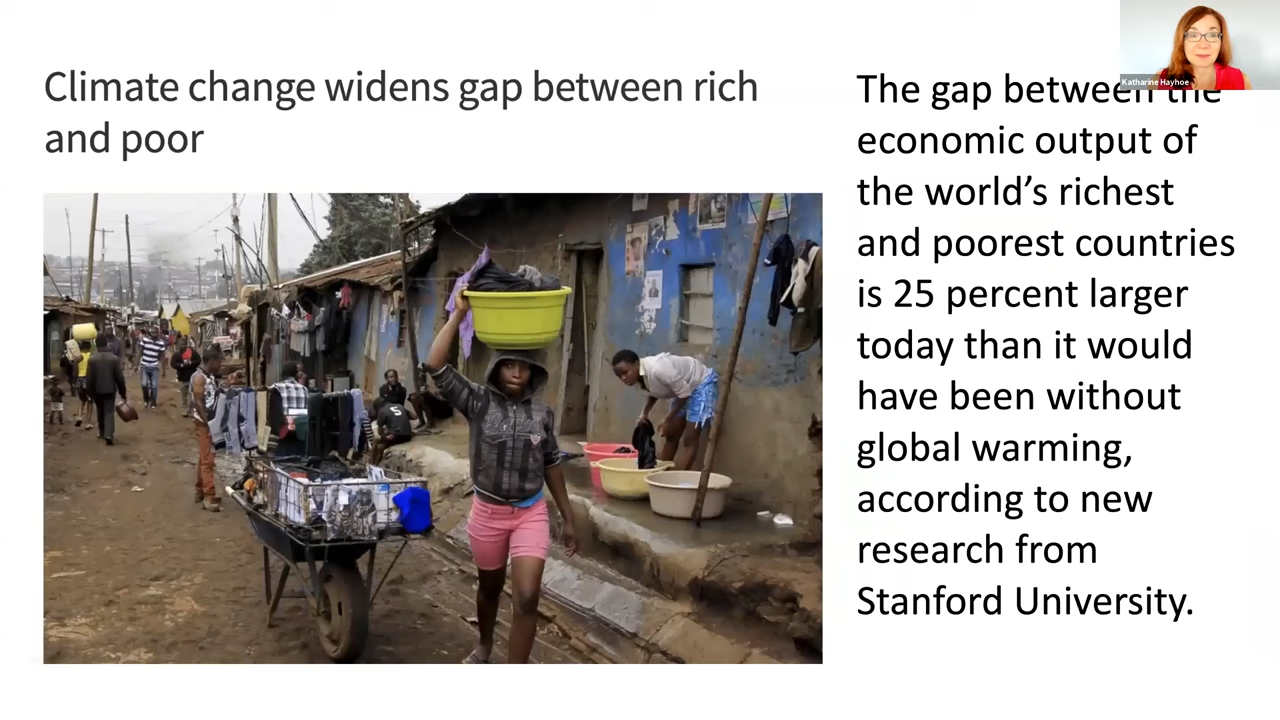 Climate change widens gap between rich
and poor
The gap between the
economic output of
the world’s richest
and poorest countries
is 25 percent larger
today than it would
have been without
global warming,
according to new
research from
Stanford University.
Katharine Hayhoe
5